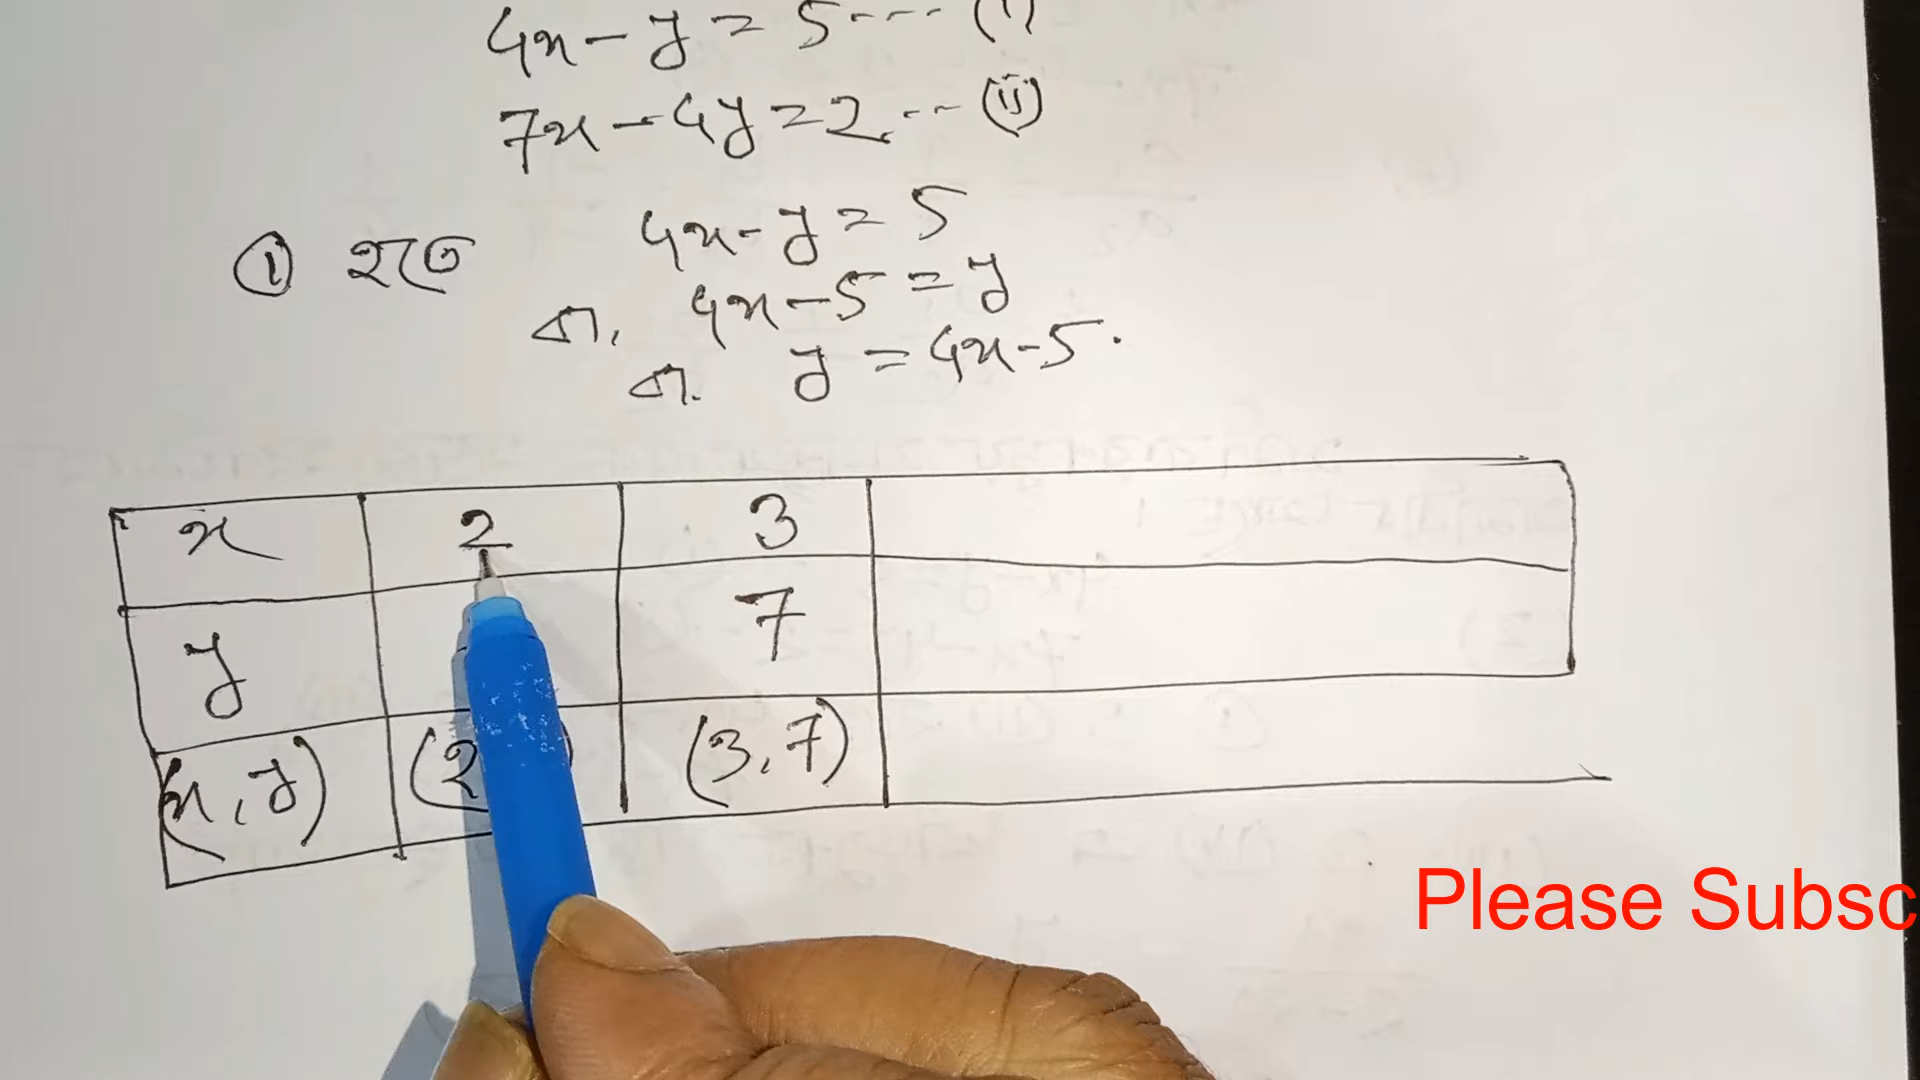 4x - y = 5 ---- (i)
7x - 4y = 2 --- (ii)
(i) হতে 4x - y = 5
বা, 4x - 5 = y
বা. y = 4x - 5.
x 2 3
y 7
(x, y) (2 ) (3, 7)
Please Subsc